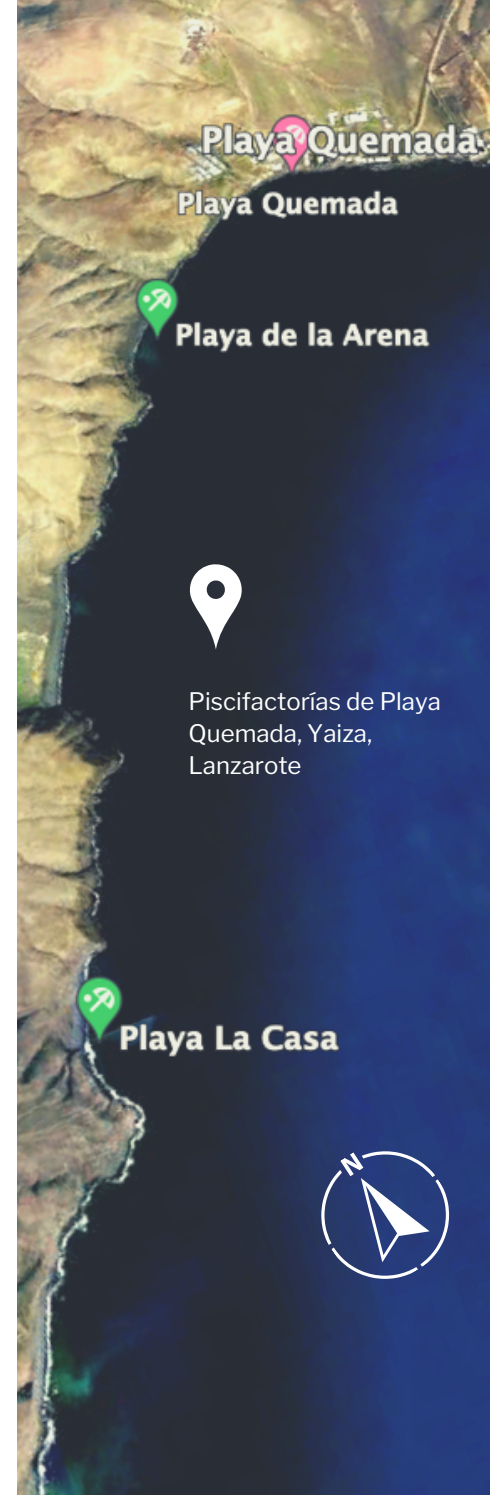 Playa Quemada
Playa Quemada
Playa de la Arena
Piscifactorías de Playa
Quemada, Yaiza,
Lanzarote
Playa La Casa
N